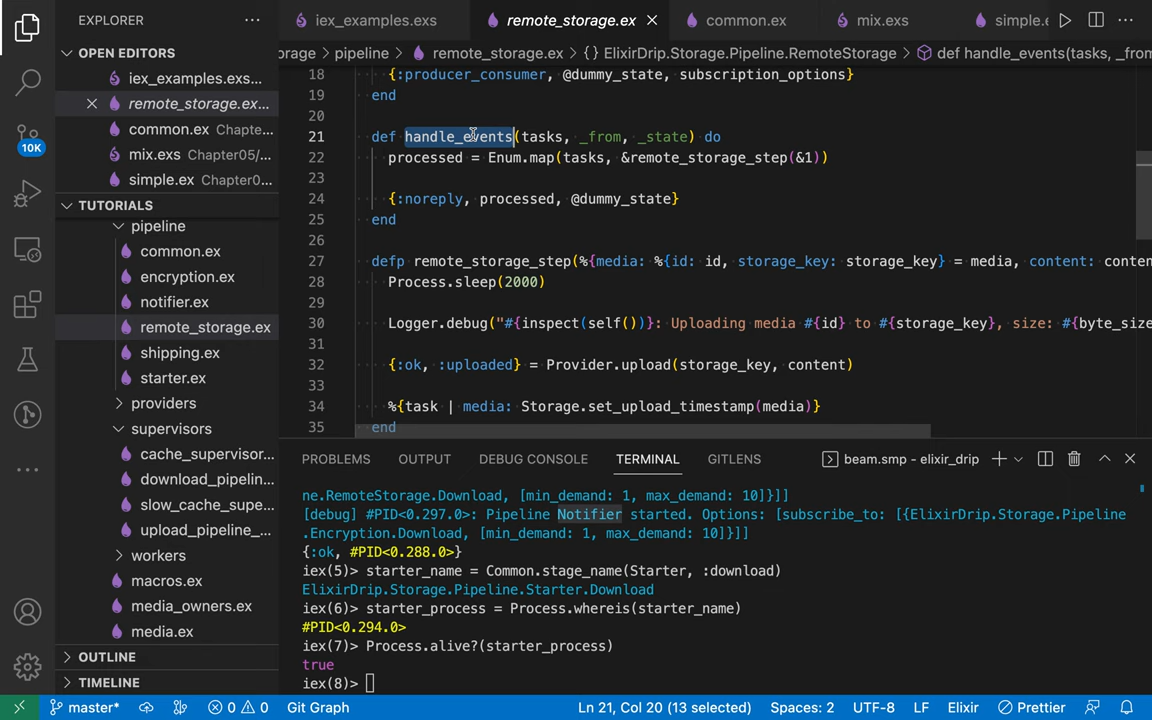 EXPLORER
iex_examples.exs
remote_storage.ex
common.ex
mix.exs
simple.e
OPEN EDITORS
orage > pipeline > remote_storage.ex > {} ElixirDrip.Storage.Pipeline.RemoteStorage > def handle_events(tasks, _fro
iex_examples.exs...
remote_storage.ex...
common.ex Chapte...
mix.exs Chapter05/
simple.ex Chapter0...
TUTORIALS
pipeline
common.ex
encryption.ex
notifier.ex
remote_storage.ex
shipping.ex
starter.ex
providers
supervisors
cache_supervisor...
download_pipelin...
slow_cache_supe...
upload_pipeline_...
workers
macros.ex
media_owners.ex
media.ex
OUTLINE
TIMELINE
10K
18 {:producer_consumer, @dummy_state, subscription_options}
19 end
20
21 def handle_events(tasks, _from, _state) do
22 processed = Enum.map(tasks, &remote_storage_step(&1))
23
24 {:noreply, processed, @dummy_state}
25 end
26
27 defp remote_storage_step(%{media: %{id: id, storage_key: storage_key} = media, content: conten
28 Process.sleep(2000)
29
30 Logger.debug("#{inspect(self())}: Uploading media #{id} to #{storage_key}, size: #{byte_size
31
32 {:ok, :uploaded} = Provider.upload(storage_key, content)
33
34 %{task | media: Storage.set_upload_timestamp(media)}
35 end
PROBLEMS OUTPUT DEBUG CONSOLE TERMINAL GITLENS beam.smp - elixir_drip
ne.RemoteStorage.Download, [min_demand: 1, max_demand: 10]}]]
[debug] #PID<0.297.0>: Pipeline Notifier started. Options: [subscribe_to: [{ElixirDrip.Storage.Pipeline
.Encryption.Download, [min_demand: 1, max_demand: 10]}]]
{:ok, #PID<0.288.0>}
iex(5)> starter_name = Common.stage_name(Starter, :download)
ElixirDrip.Storage.Pipeline.Starter.Download
iex(6)> starter_process = Process.whereis(starter_name)
#PID<0.294.0>
iex(7)> Process.alive?(starter_process)
true
iex(8)>
master* 0 0 Git Graph Ln 21, Col 20 (13 selected) Spaces: 2 UTF-8 LF Elixir Prettier